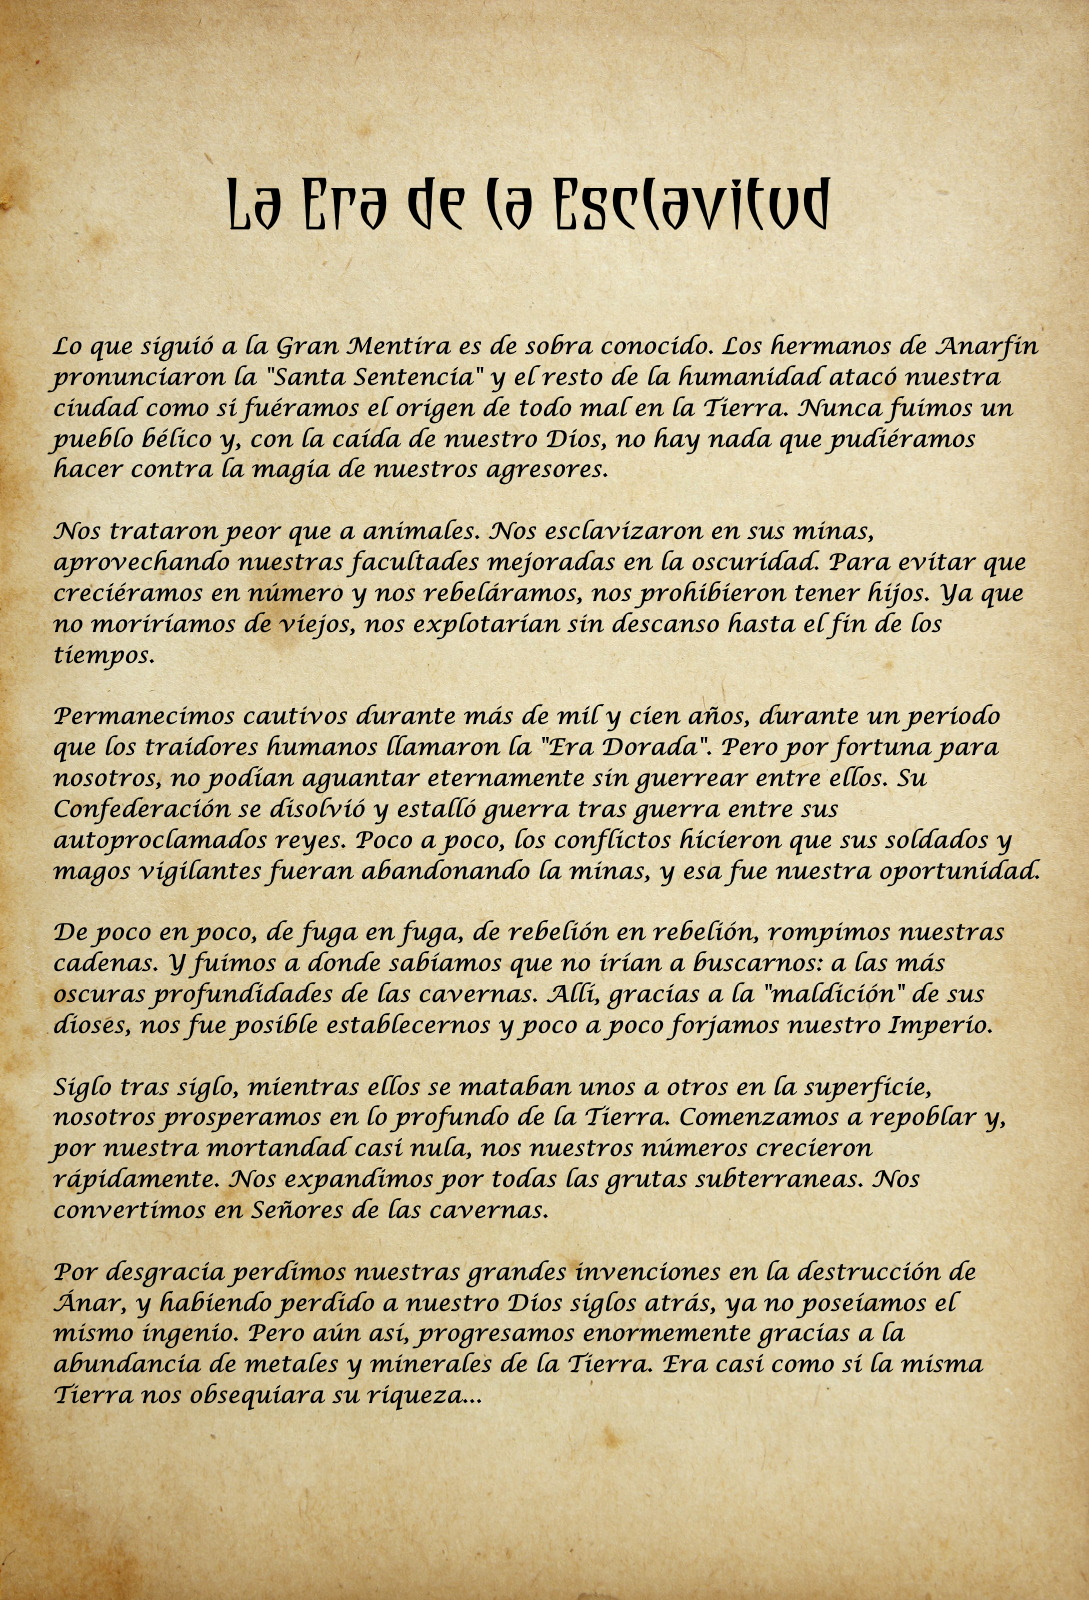 La Era de la Esclavitud
Lo que siguió a la Gran Mentira es de sobra conocido. Los hermanos de Anarfin
pronunciaron la "Santa Sentencia" y el resto de la humanidad atacó nuestra
ciudad como si fuéramos el origen de todo mal en la Tierra. Nunca fuimos un
pueblo bélico y, con la caída de nuestro Dios, no hay nada que pudiéramos
hacer contra la magia de nuestros agresores.
Nos trataron peor que a animales. Nos esclavizaron en sus minas,
aprovechando nuestras facultades mejoradas en la oscuridad. Para evitar que
creciéramos en número y nos rebeláramos, nos prohibieron tener hijos. Ya que
no moriríamos de viejos, nos explotarían sin descanso hasta el fin de los
tiempos.
Permanecimos cautivos durante más de mil y cien años, durante un período
que los traidores humanos llamaron la "Era Dorada". Pero por fortuna para
nosotros, no podían aguantar eternamente sin guerrear entre ellos. Su
Confederación se disolvió y estalló guerra tras guerra entre sus
autoproclamados reyes. Poco a poco, los conflictos hicieron que sus soldados y
magos vigilantes fueran abandonando la minas, y esa fue nuestra oportunidad.
De poco en poco, de fuga en fuga, de rebelión en rebelión, rompimos nuestras
cadenas. Y fuimos a donde sabíamos que no irían a buscarnos: a las más
oscuras profundidades de las cavernas. Allí, gracias a la "maldición" de sus
dioses, nos fue posible establecernos y poco a poco forjamos nuestro Imperio.
Siglo tras siglo, mientras ellos se mataban unos a otros en la superficie,
nosotros prosperamos en lo profundo de la Tierra. Comenzamos a repoblar y,
por nuestra mortandad casi nula, nos nuestros números crecieron
rápidamente. Nos expandimos por todas las grutas subterraneas. Nos
convertimos en Señores de las cavernas.
Por desgracia perdimos nuestras grandes invenciones en la destrucción de
Ánar, y habiendo perdido a nuestro Dios siglos atrás, ya no poseíamos el
mismo ingenio. Pero aún así, progresamos enormemente gracias a la
abundancia de metales y minerales de la Tierra. Era casi como si la misma
Tierra nos obsequiara su riqueza...